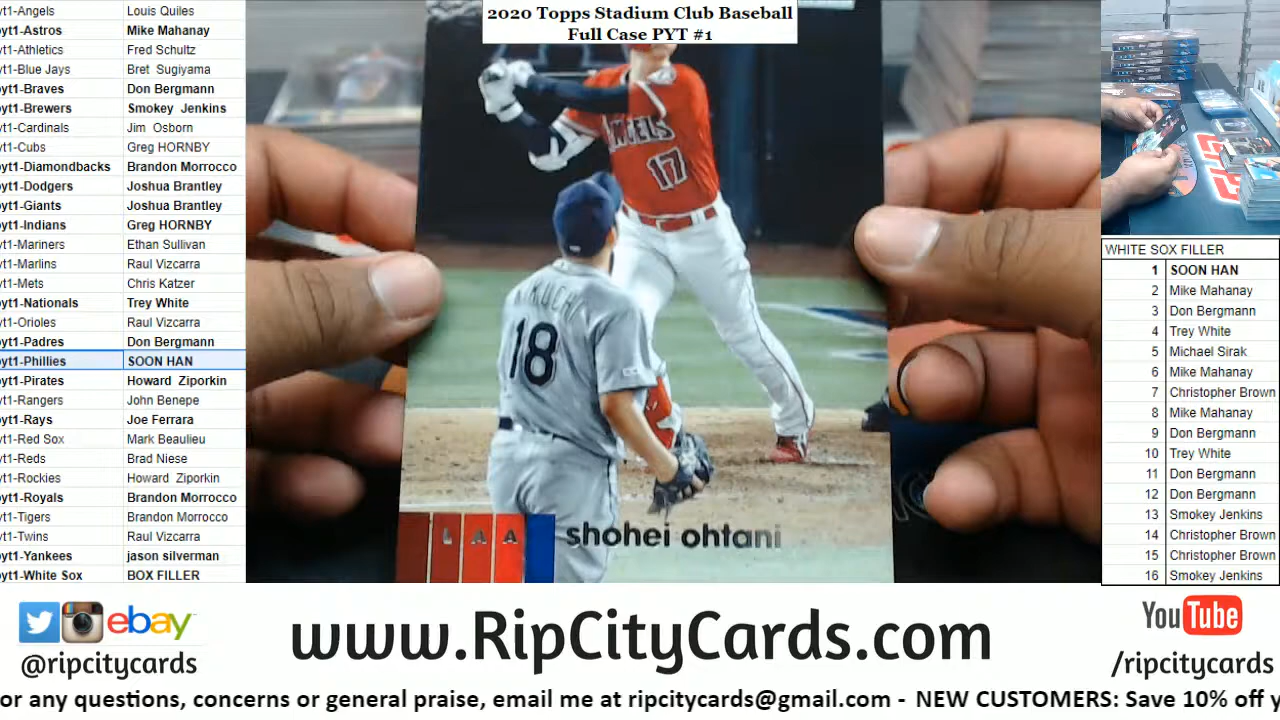 2020 Topps Stadium Club Baseball
Full Case PYT #1
yt1-Angels Louis Quiles
yt1-Astros Mike Mahanay
yt1-Athletics Fred Schultz
yt1-Blue Jays Bret Sugiyama
yt1-Braves Don Bergmann
yt1-Brewers Smokey Jenkins
yt1-Cardinals Jim Osborn
yt1-Cubs Greg HORNBY
yt1-Diamondbacks Brandon Morrocco
yt1-Dodgers Joshua Brantley
yt1-Giants Joshua Brantley
yt1-Indians Greg HORNBY
yt1-Mariners Ethan Sullivan
yt1-Marlins Raul Vizcarra
yt1-Mets Chris Katzer
yt1-Nationals Trey White
yt1-Orioles Raul Vizcarra
yt1-Padres Don Bergmann
yt1-Phillies SOON HAN
yt1-Pirates Howard Ziporkin
yt1-Rangers John Benepe
yt1-Rays Joe Ferrara
yt1-Red Sox Mark Beaulieu
yt1-Reds Brad Niese
yt1-Rockies Howard Ziporkin
yt1-Royals Brandon Morrocco
yt1-Tigers Brandon Morrocco
yt1-Twins Raul Vizcarra
yt1-Yankees jason silverman
yt1-White Sox BOX FILLER
ANGELS
17
KIKUCHI
18
L A A
shohei ohtani
WHITE SOX FILLER
1 SOON HAN
2 Mike Mahanay
3 Don Bergmann
4 Trey White
5 Michael Sirak
6 Mike Mahanay
7 Christopher Brown
8 Mike Mahanay
9 Don Bergmann
10 Trey White
11 Don Bergmann
12 Don Bergmann
13 Smokey Jenkins
14 Christopher Brown
15 Christopher Brown
16 Smokey Jenkins
ebay
@ripcitycards
www.RipCityCards.com
YouTube
/ripcitycards
or any questions, concerns or general praise, email me at ripcitycards@gmail.com - NEW CUSTOMERS: Save 10% off y